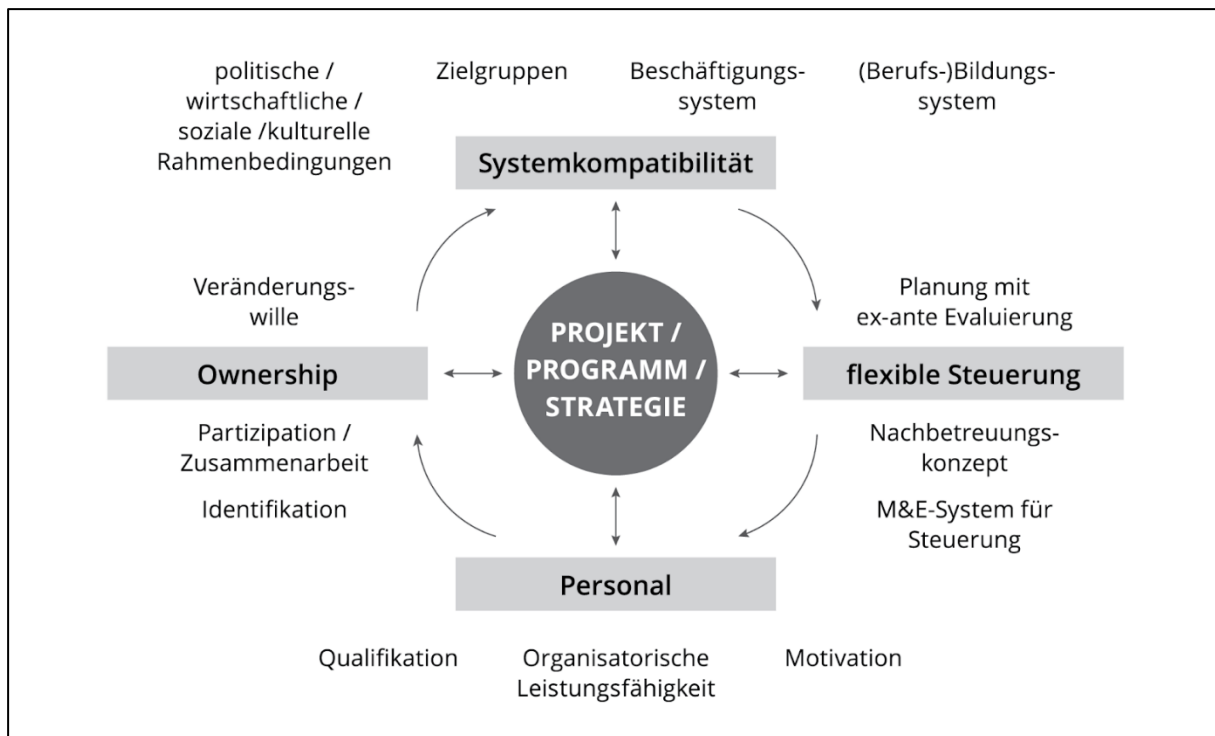 politische /
wirtschaftliche /
soziale /kulturelle
Rahmenbedingungen
Zielgruppen
Beschäftigungs-
system
(Berufs-)Bildungs-
system
Systemkompatibilität
Veränderungs-
wille
Ownership
Partizipation /
Zusammenarbeit
Identifikation
PROJEKT /
PROGRAMM /
STRATEGIE
Planung mit
ex-ante Evaluierung
flexible Steuerung
Nachbetreuungs-
konzept
M&E-System für
Steuerung
Personal
Qualifikation
Organisatorische
Leistungsfähigkeit
Motivation